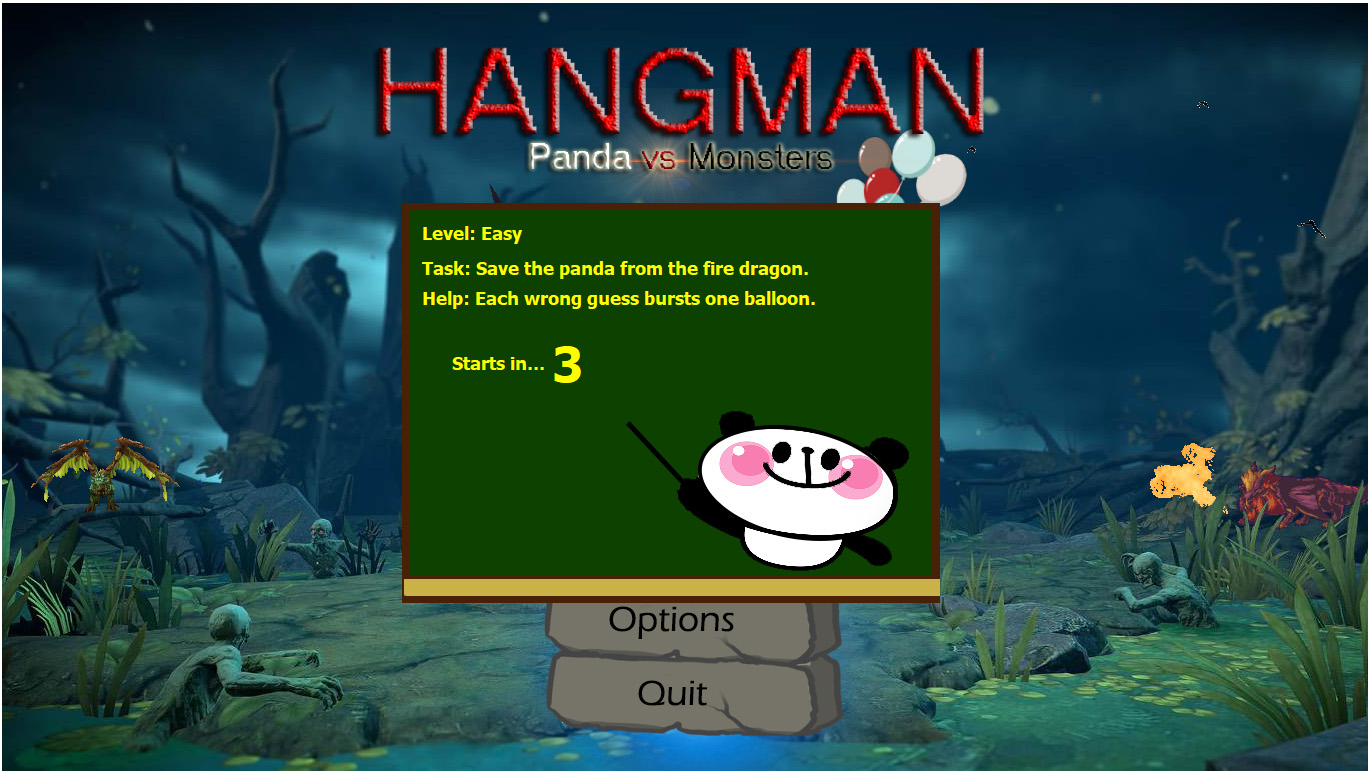 HANGMAN
Panda vs Monsters
Level: Easy
Task: Save the panda from the fire dragon.
Help: Each wrong guess bursts one balloon.
Starts in... 3
Options
Quit